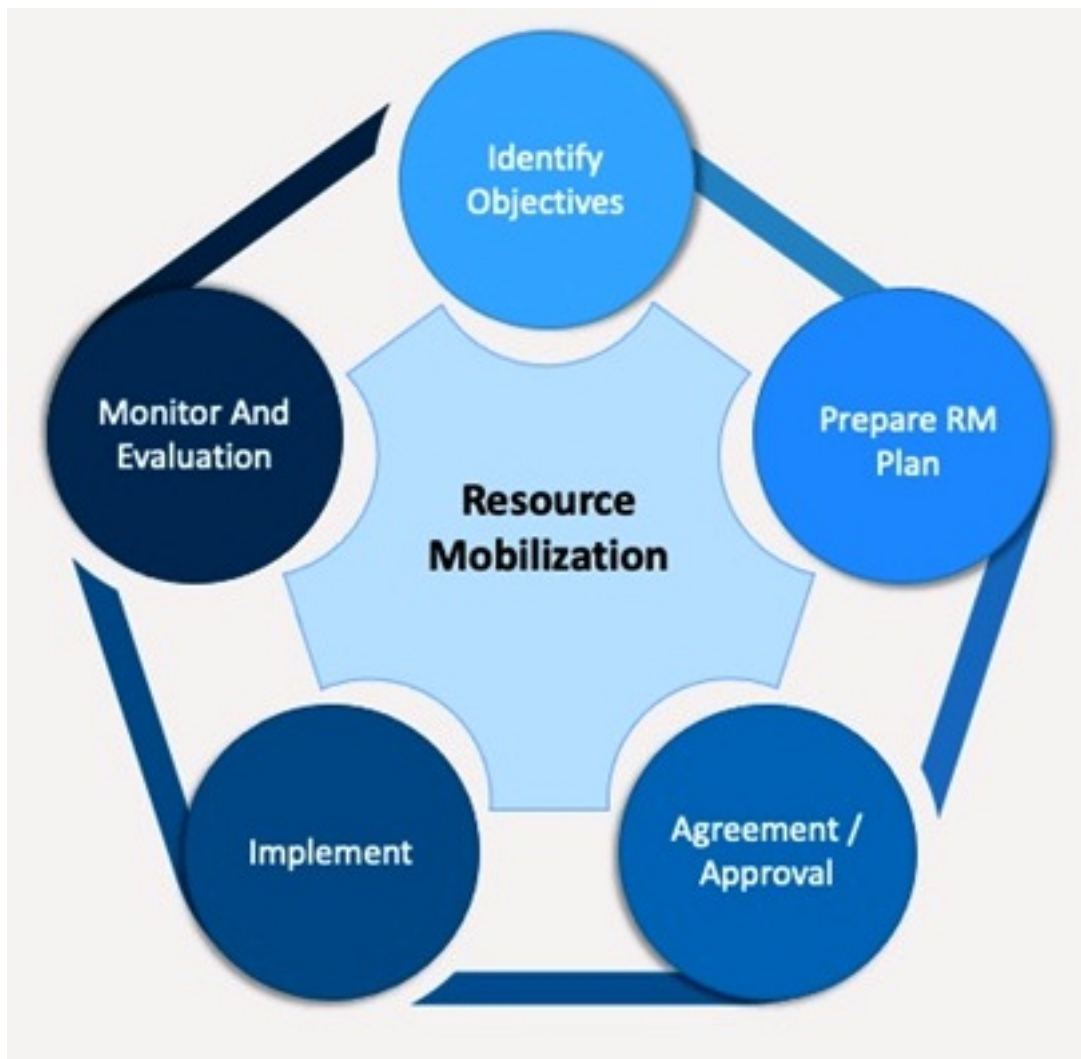 Identify
Objectives
Prepare RM
Plan
Agreement /
Approval
Implement
Monitor And
Evaluation
Resource
Mobilization